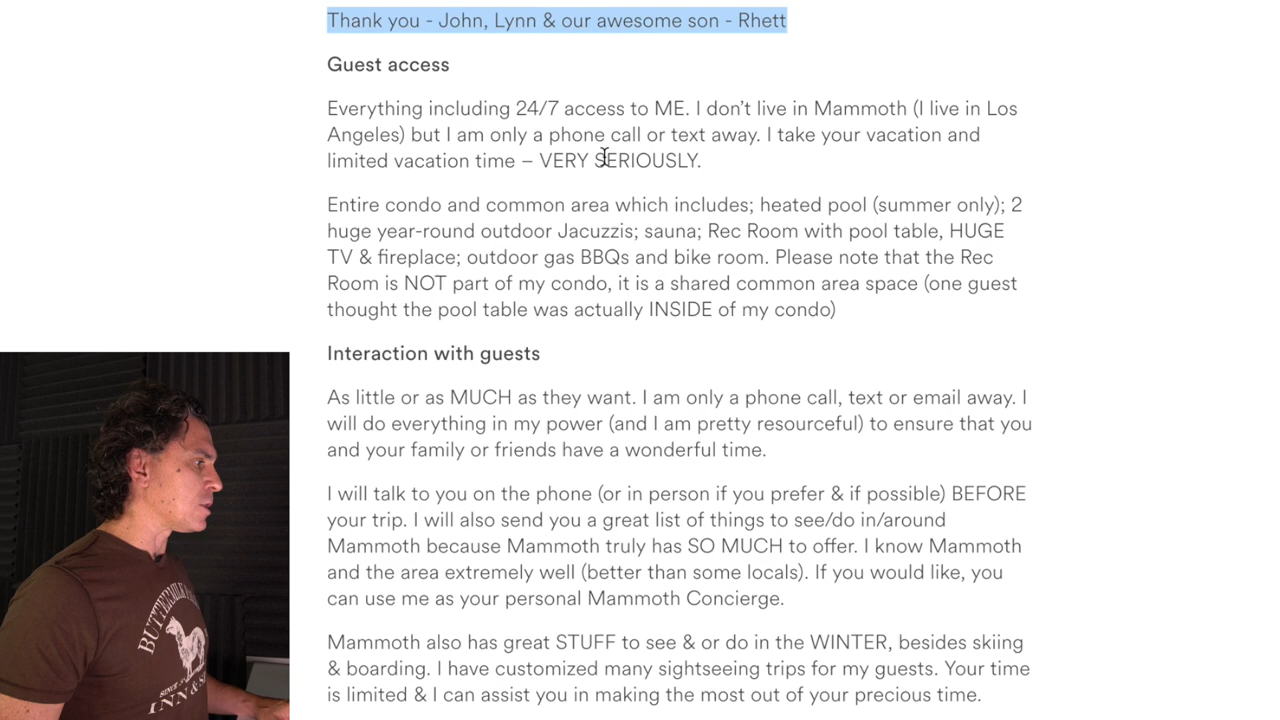 Thank you - John, Lynn & our awesome son - Rhett
Guest access
Everything including 24/7 access to ME. I don't live in Mammoth (I live in Los
Angeles) but I am only a phone call or text away. I take your vacation and
limited vacation time – VERY SERIOUSLY.
Entire condo and common area which includes; heated pool (summer only); 2
huge year-round outdoor Jacuzzis; sauna; Rec Room with pool table, HUGE
TV & fireplace; outdoor gas BBQs and bike room. Please note that the Rec
Room is NOT part of my condo, it is a shared common area space (one guest
thought the pool table was actually INSIDE of my condo)
Interaction with guests
As little or as MUCH as they want. I am only a phone call, text or email away. I
will do everything in my power (and I am pretty resourceful) to ensure that you
and your family or friends have a wonderful time.
I will talk to you on the phone (or in person if you prefer & if possible) BEFORE
your trip. I will also send you a great list of things to see/do in/around
Mammoth because Mammoth truly has SO MUCH to offer. I know Mammoth
and the area extremely well (better than some locals). If you would like, you
can use me as your personal Mammoth Concierge.
Mammoth also has great STUFF to see & or do in the WINTER, besides skiing
& boarding. I have customized many sightseeing trips for my guests. Your time
is limited & I can assist you in making the most out of your precious time.
INN &